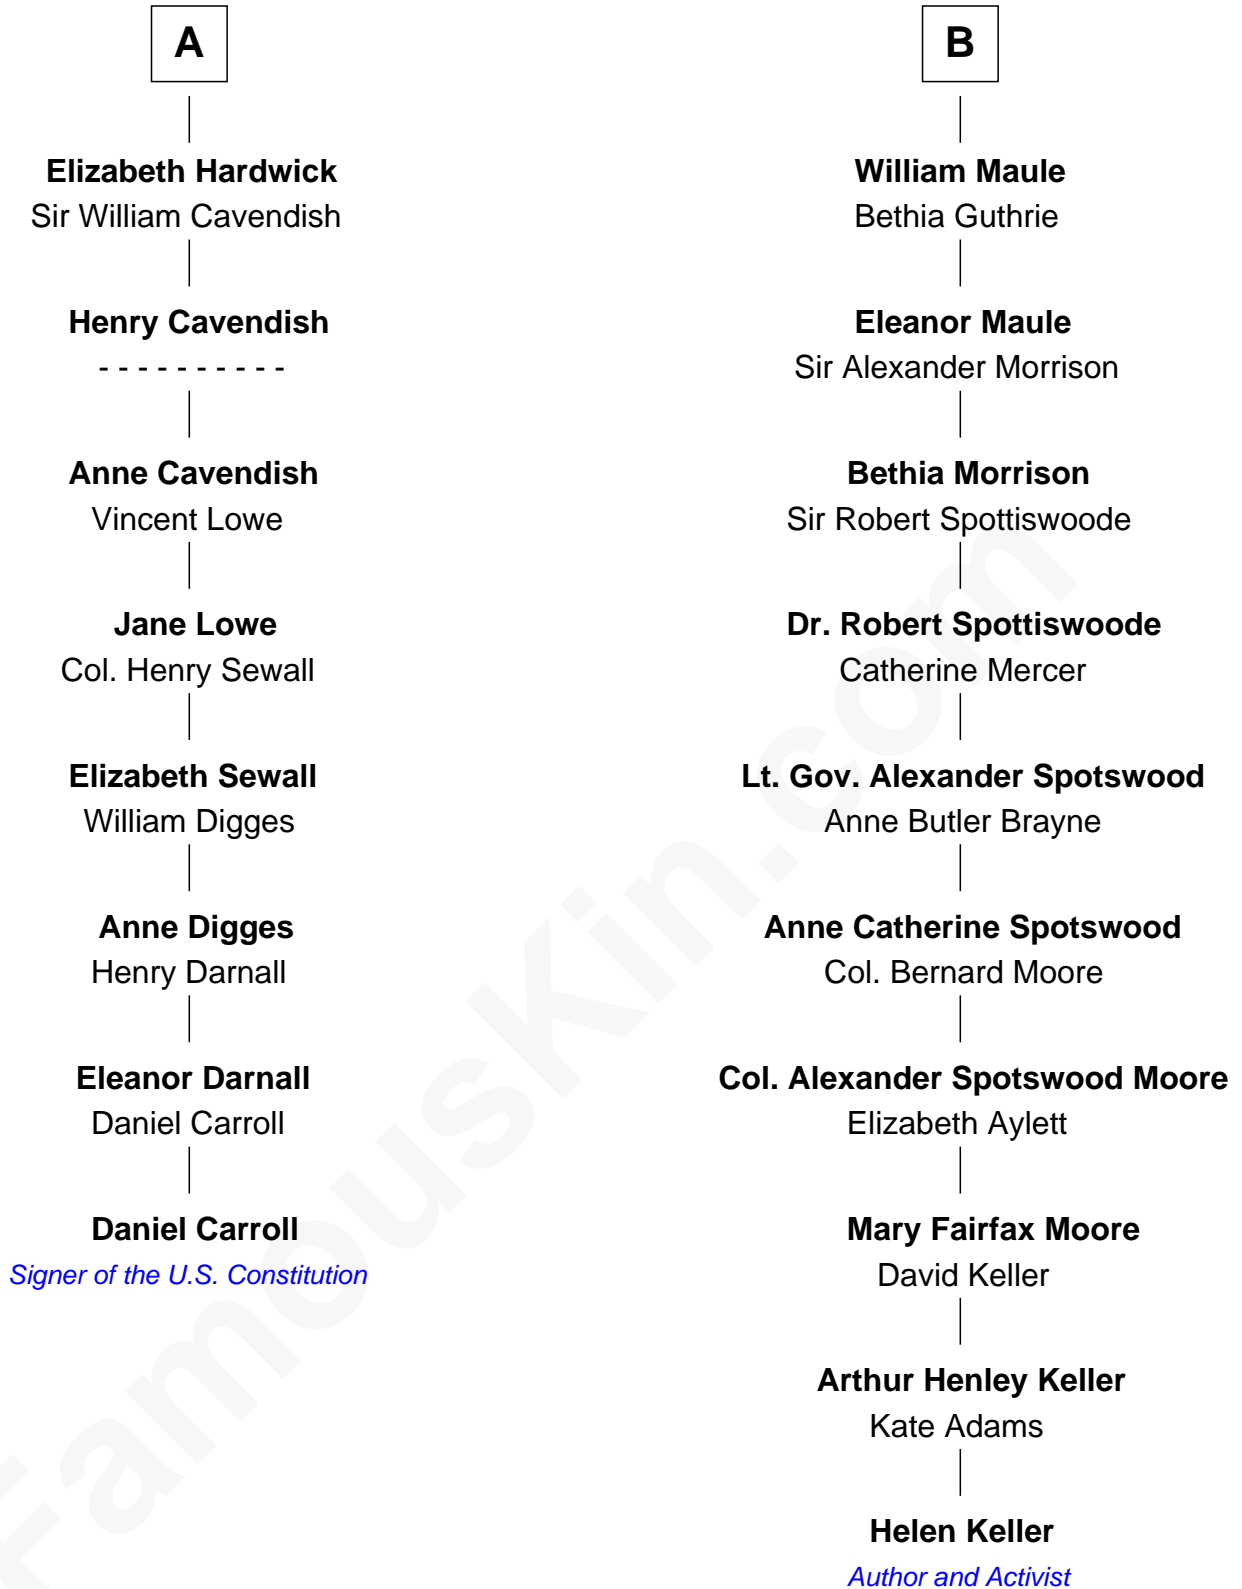 A
Elizabeth Hardwick
Sir William Cavendish
Henry Cavendish
- - - - - - - - - -
Anne Cavendish
Vincent Lowe
Jane Lowe
Col. Henry Sewall
Elizabeth Sewall
William Digges
Anne Digges
Henry Darnall
Eleanor Darnall
Daniel Carroll
Daniel Carroll
Signer of the U.S. Constitution
B
William Maule
Bethia Guthrie
Eleanor Maule
Sir Alexander Morrison
Bethia Morrison
Sir Robert Spottiswoode
Dr. Robert Spottiswoode
Catherine Mercer
Lt. Gov. Alexander Spotswood
Anne Butler Brayne
Anne Catherine Spotswood
Col. Bernard Moore
Col. Alexander Spotswood Moore
Elizabeth Aylett
Mary Fairfax Moore
David Keller
Arthur Henley Keller
Kate Adams
Helen Keller
Author and Activist
FamousKin.com